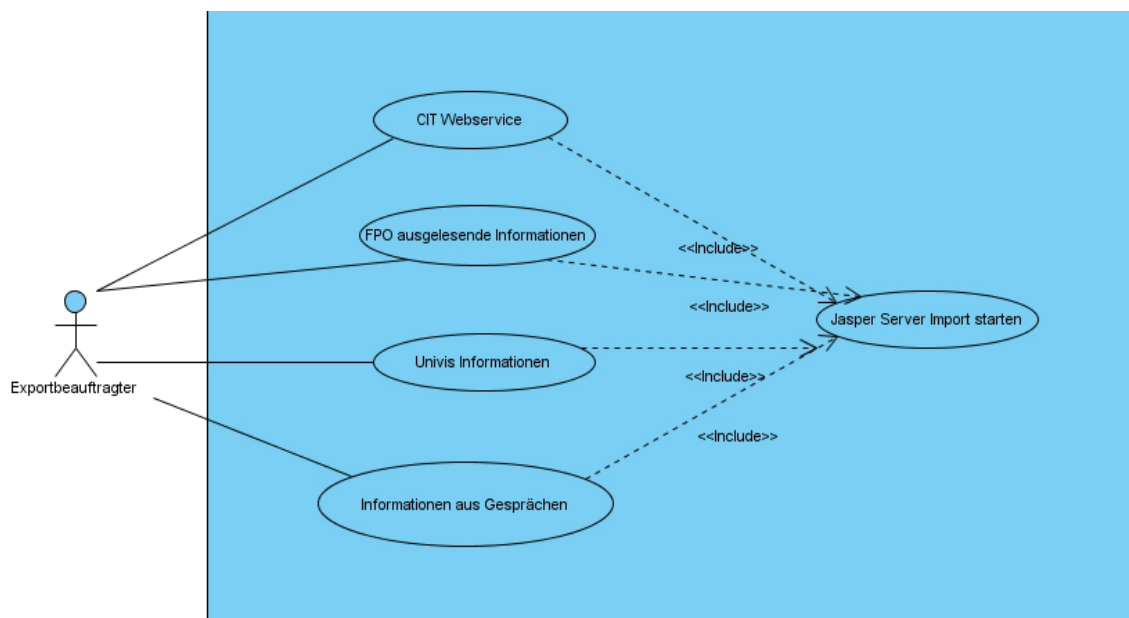 CIT Webservice
FPO ausgelesende Informationen
<<Include>>
<<Include>>
Jasper Server Import starten
Univis Informationen
<<Include>>
Exportbeauftragter
<<Include>>
Informationen aus Gesprächen